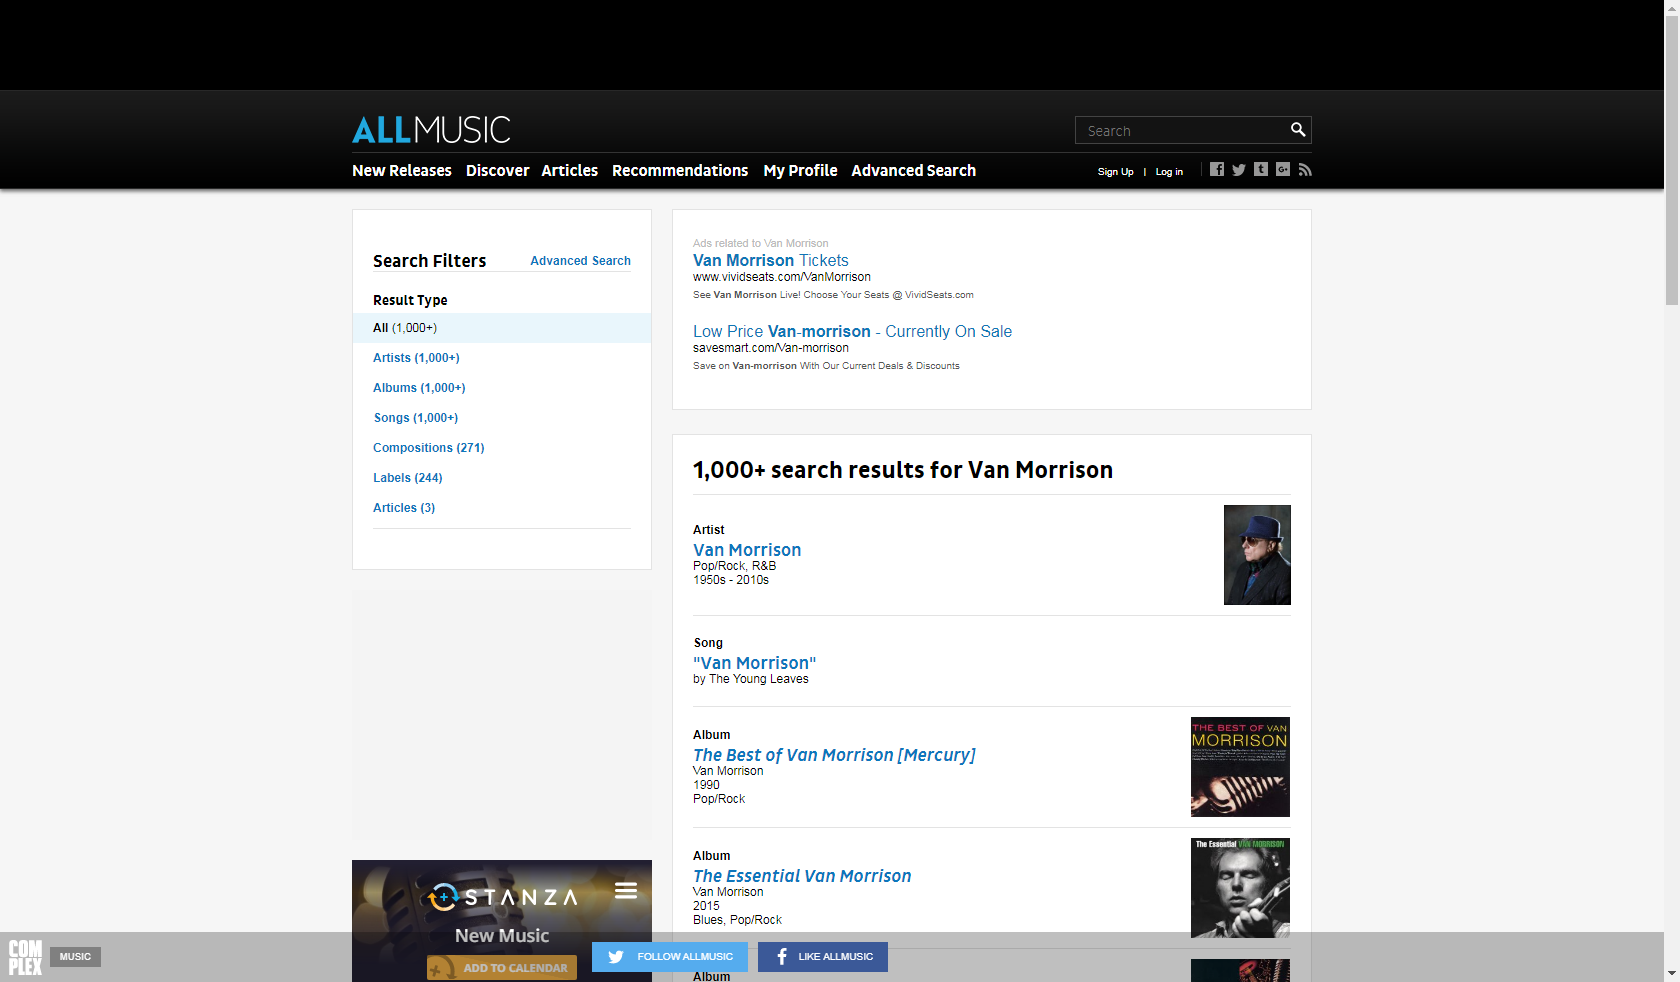 ALLMUSIC
Search
New Releases Discover Articles Recommendations My Profile Advanced Search
Sign Up | Log in
Search Filters Advanced Search
Result Type
All (1,000+)
Artists (1,000+)
Albums (1,000+)
Songs (1,000+)
Compositions (271)
Labels (244)
Articles (3)
STANZA
New Music
ADD TO CALENDAR
Ads related to Van Morrison
Van Morrison Tickets
www.vividseats.com/VanMorrison
See Van Morrison Live! Choose Your Seats @ VividSeats.com
Low Price Van-morrison - Currently On Sale
savesmart.com/Van-morrison
Save on Van-morrison With Our Current Deals & Discounts
1,000+ search results for Van Morrison
Artist
Van Morrison
Pop/Rock, R&B
1950s - 2010s
Song
"Van Morrison"
by The Young Leaves
Album
The Best of Van Morrison [Mercury]
Van Morrison
1990
Pop/Rock
THE BEST OF VAN
MORRISON
Album
The Essential Van Morrison
Van Morrison
2015
Blues, Pop/Rock
The Essential VAN MORRISON
Album
COM
PLEX
MUSIC
FOLLOW ALLMUSIC
LIKE ALLMUSIC